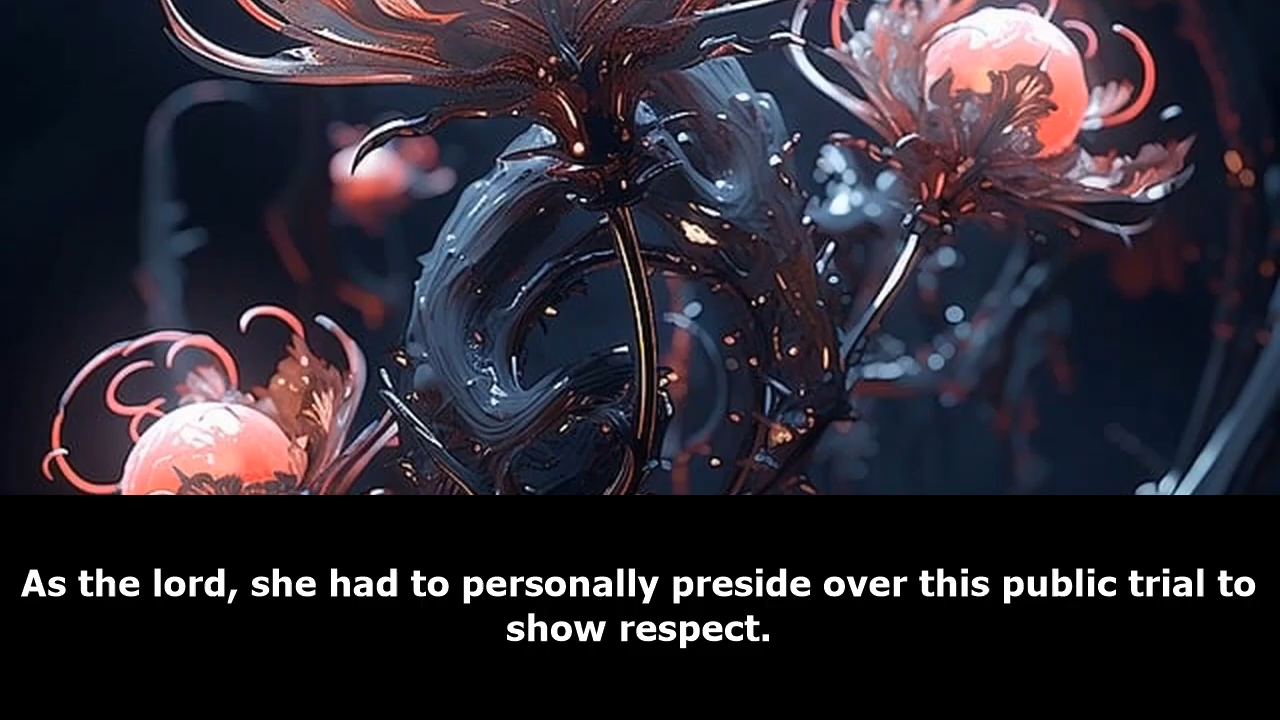 As the lord, she had to personally preside over this public trial to
show respect.